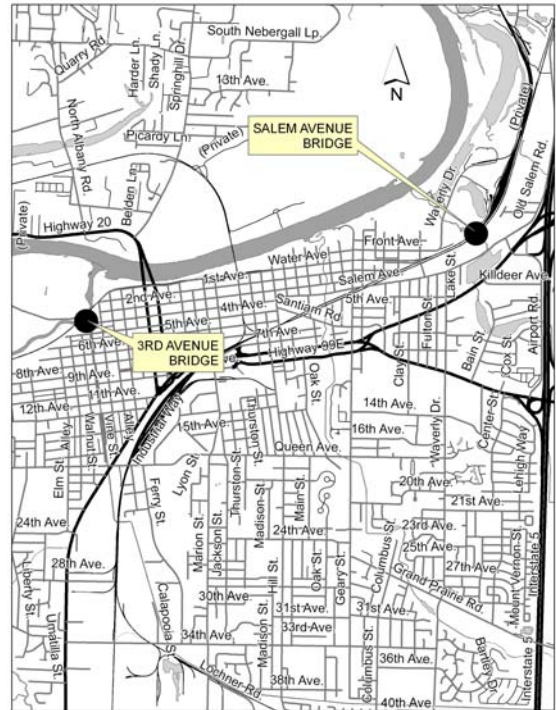 South Nebergall Lp.
Quarry Rd.
Harder Ln.
Shady Ln.
Springhill Dr.
13th Ave.
N
North Albany Rd.
Picardy Ln.
(Private)
SALEM AVENUE
BRIDGE
(Private)
Belden Ln.
Waverly Dr.
Old Salem Rd.
(Private)
Highway 20
Front Ave.
Water Ave.
1st Ave.
Salem Ave.
Lake St.
Killdeer Ave.
2nd Ave.
4th Ave.
Santiam Rd
5th Ave.
5th Ave.
7th Ave.
Fulton St.
Airport Rd.
3RD AVENUE
BRIDGE
6th Ave.
Highway 99E
Clay St.
Bain St.
Cox St.
8th Ave.
9th Ave.
Oak St.
11th Ave.
12th Ave.
14th Ave.
Alley
Walnut St.
Vine St.
Alley
Industrial Way
15th Ave.
Thurston St.
16th Ave.
Waverly Dr.
Center St.
Lehigh Way
Elm St.
Lyon St.
Queen Ave.
20th Ave.
21st Ave.
24th Ave.
Ferry St.
Marion St.
Jackson St.
Thurston St.
Madison St.
Main St.
24th Ave.
23rd Ave.
25th Ave.
27th Ave.
Mount Vernon St.
Interstate 5
28th Ave.
Liberty St.
Umatilla St.
Calapooia St.
Hill St.
Oak St.
Geary St.
Columbus St.
Grand Prairie Rd.
30th Ave.
31st Ave.
31st Ave.
33rd Ave.
34th Ave.
Madison St.
Columbus St.
36th Ave.
Bantley Dr.
Interstate 5
Lochner Rd
38th Ave.
40th Ave.